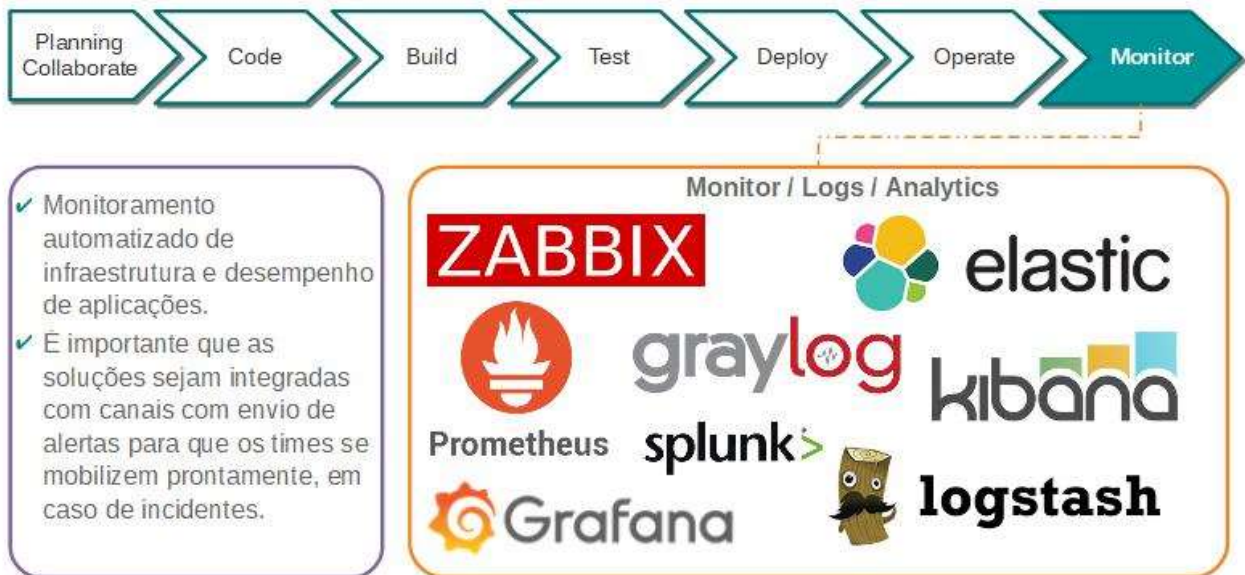 Planning
Collaborate
Code
Build
Test
Deploy
Operate
Monitor
✔ Monitoramento
automatizado de
infraestrutura e desempenho
de aplicações.
✔ É importante que as
soluções sejam integradas
com canais com envio de
alertas para que os times se
mobilizem prontamente, em
caso de incidentes.
Monitor / Logs / Analytics
ZABBIX
elastic
Prometheus
graylog
kibana
splunk>
Grafana
logstash